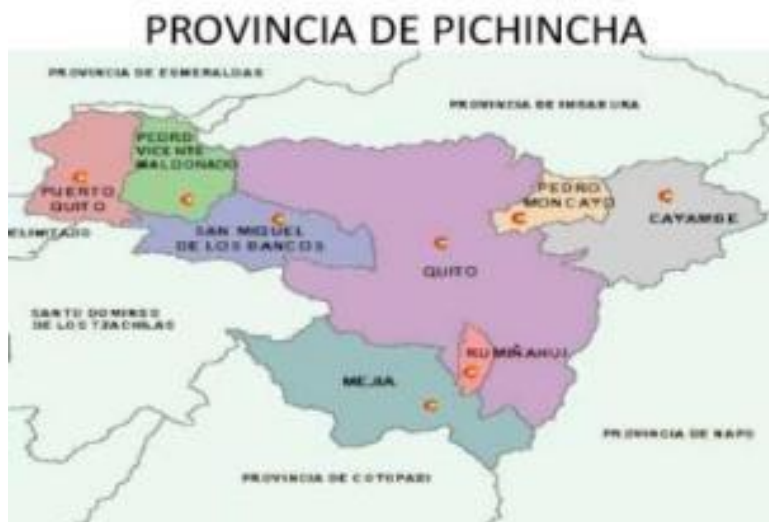 PROVINCIA DE PICHINCHA
PROVINCIA DE ESMERALDAS
PROVINCIA DE IMBABURA
PEDRO
VICENTE
MALDONADO
C
PUERTO
QUITO
C
PEDRO
MONCAYO
C
C
CAYAMBE
C
SAN MIGUEL
DE LOS BANCOS
ELIMITADO
C
QUITO
SANTO DOMINGO
DE LOS TZACHILAS
RUMIÑAHUI
C
MEJIA
C
PROVINCIA DE NAPO
PROVINCIA DE COTOPAXI